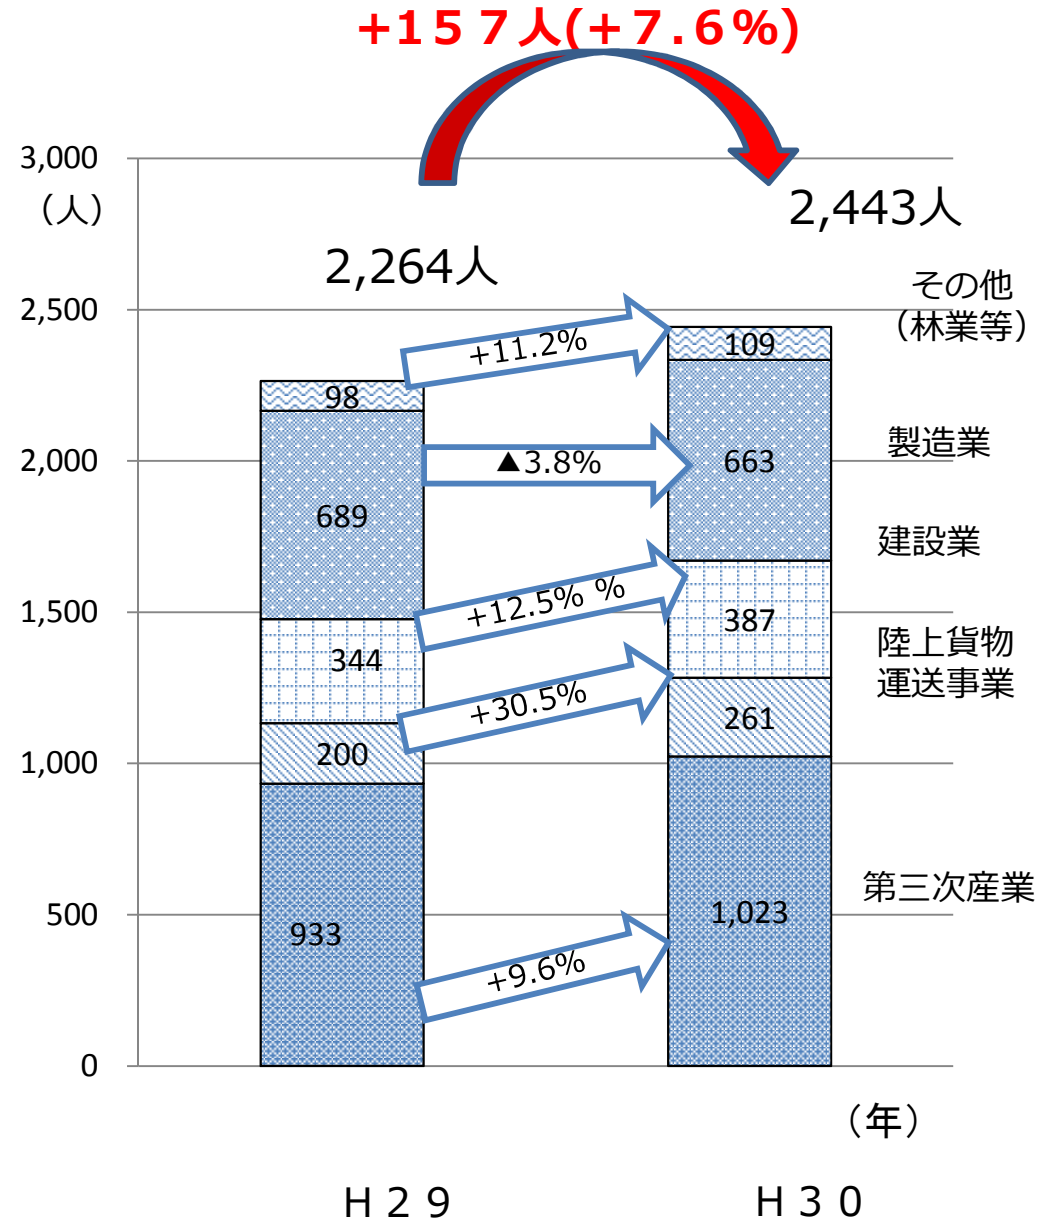 +１５７人(＋７.６％)
3,000
（人）
2,443人
2,264人
その他
（林業等）
2,500
+11.2%
109
98
製造業
2,000
▲3.8%
663
689
建設業
1,500
+12.5% %
387
344
陸上貨物
運送事業
+30.5%
261
200
1,000
第三次産業
500
1,023
933
+9.6%
0
（年）
Ｈ２９
Ｈ３０